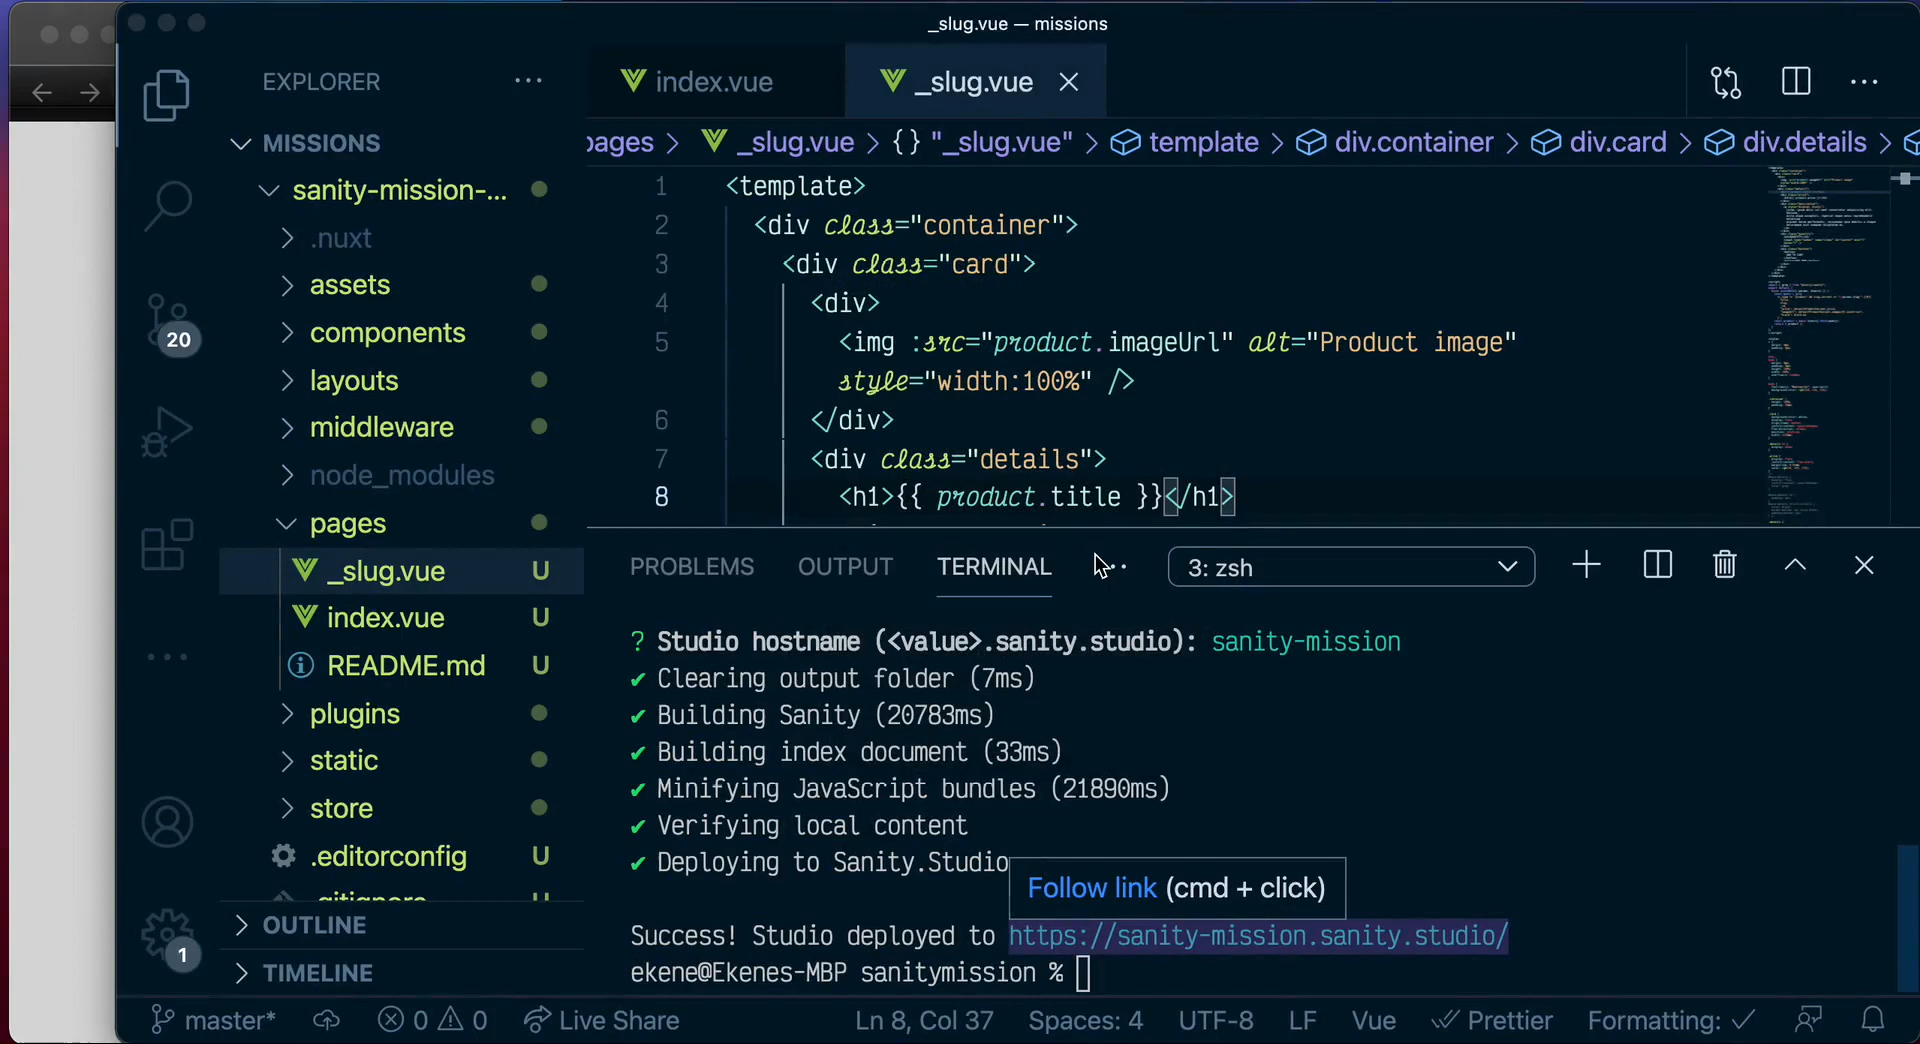 _slug.vue — missions
EXPLORER
index.vue
_slug.vue
MISSIONS
pages > _slug.vue > {} "_slug.vue" > template > div.container > div.card > div.details >
sanity-mission-...
.nuxt
assets
components
layouts
middleware
node_modules
pages
_slug.vue U
index.vue U
README.md U
plugins
static
store
.editorconfig U
.gitignore U
OUTLINE
TIMELINE
20
1
1 <template>
2 <div class="container">
3 <div class="card">
4 <div>
5 <img :src="product.imageUrl" alt="Product image"
style="width:100%" />
6 </div>
7 <div class="details">
8 <h1>{{ product.title }}</h1>
PROBLEMS OUTPUT TERMINAL 3: zsh
? Studio hostname (<value>.sanity.studio): sanity-mission
✔ Clearing output folder (7ms)
✔ Building Sanity (20783ms)
✔ Building index document (33ms)
✔ Minifying JavaScript bundles (21890ms)
✔ Verifying local content
✔ Deploying to Sanity.Studio
Follow link (cmd + click)
Success! Studio deployed to https://sanity-mission.sanity.studio/
ekene@Ekenes-MBP sanitymission %
master* 0 0 Live Share Ln 8, Col 37 Spaces: 4 UTF-8 LF Vue Prettier Formatting: ✓